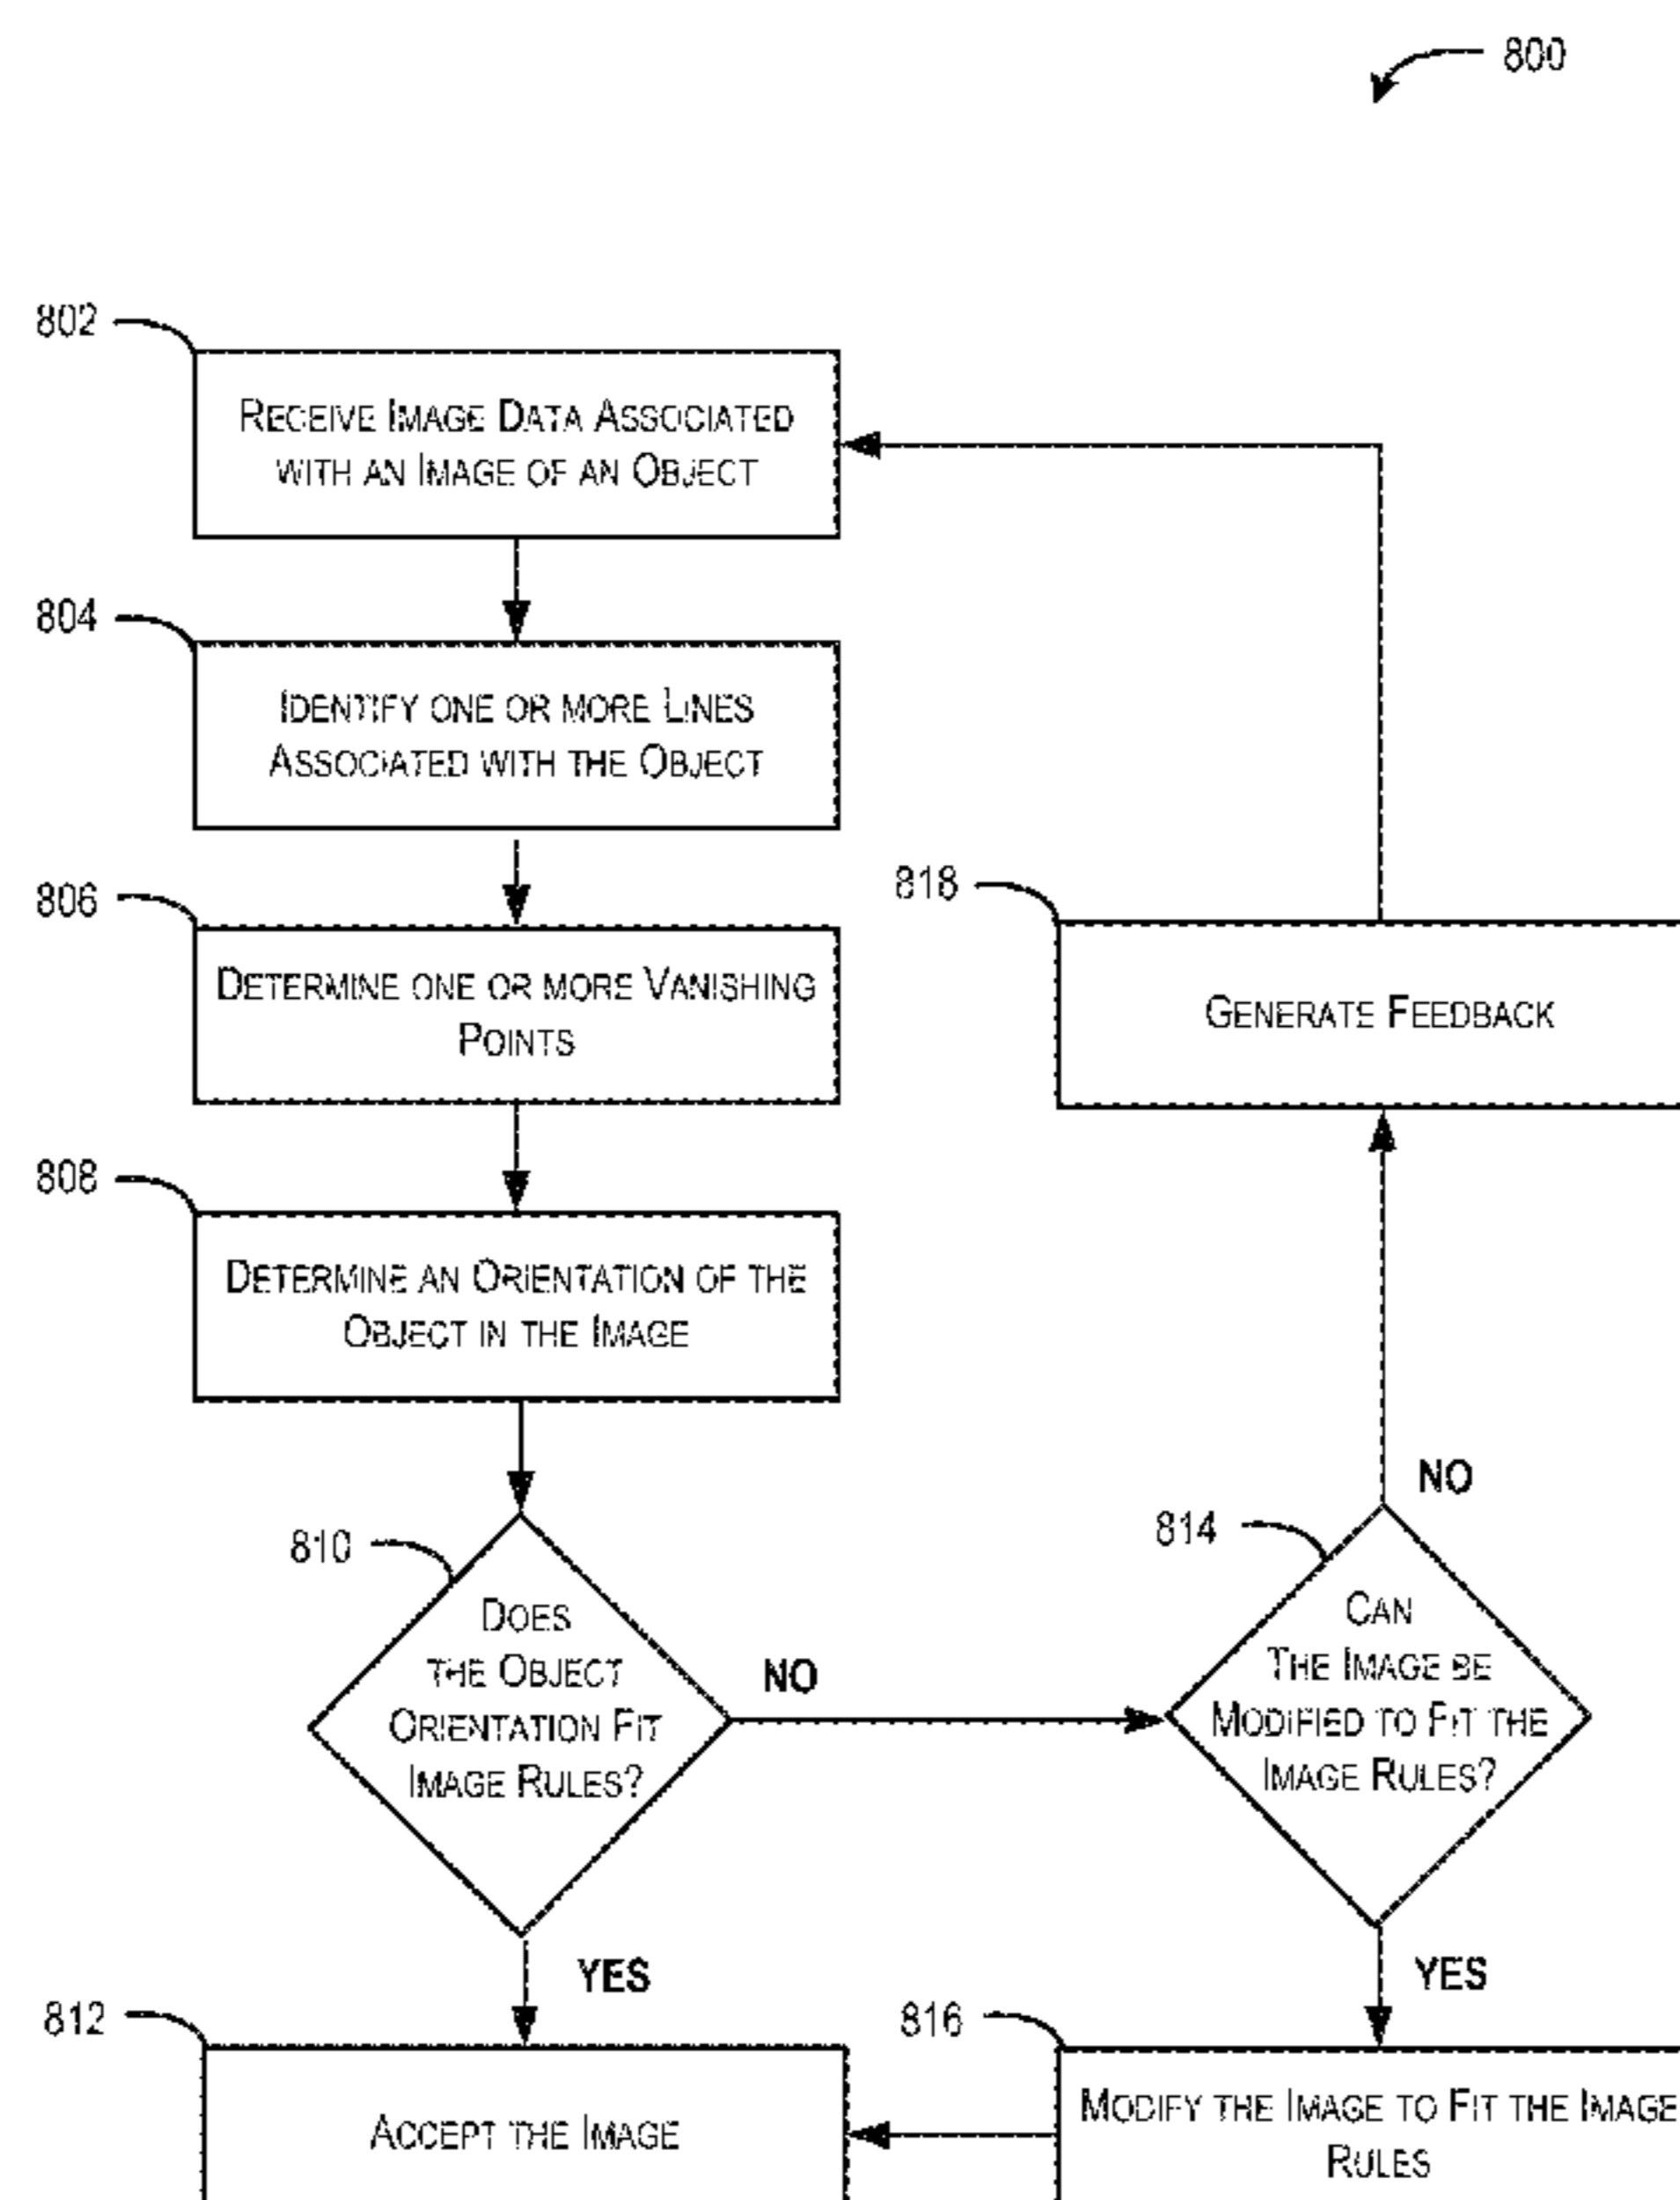 800
802
RECEIVE IMAGE DATA ASSOCIATED
WITH AN IMAGE OF AN OBJECT
804
IDENTIFY ONE OR MORE LINES
ASSOCIATED WITH THE OBJECT
806
DETERMINE ONE OR MORE VANISHING
POINTS
818
GENERATE FEEDBACK
808
DETERMINE AN ORIENTATION OF THE
OBJECT IN THE IMAGE
810
DOES
THE OBJECT
ORIENTATION FIT
IMAGE RULES?
NO
814
NO
CAN
THE IMAGE BE
MODIFIED TO FIT THE
IMAGE RULES?
YES
YES
812
ACCEPT THE IMAGE
816
MODIFY THE IMAGE TO FIT THE IMAGE
RULES